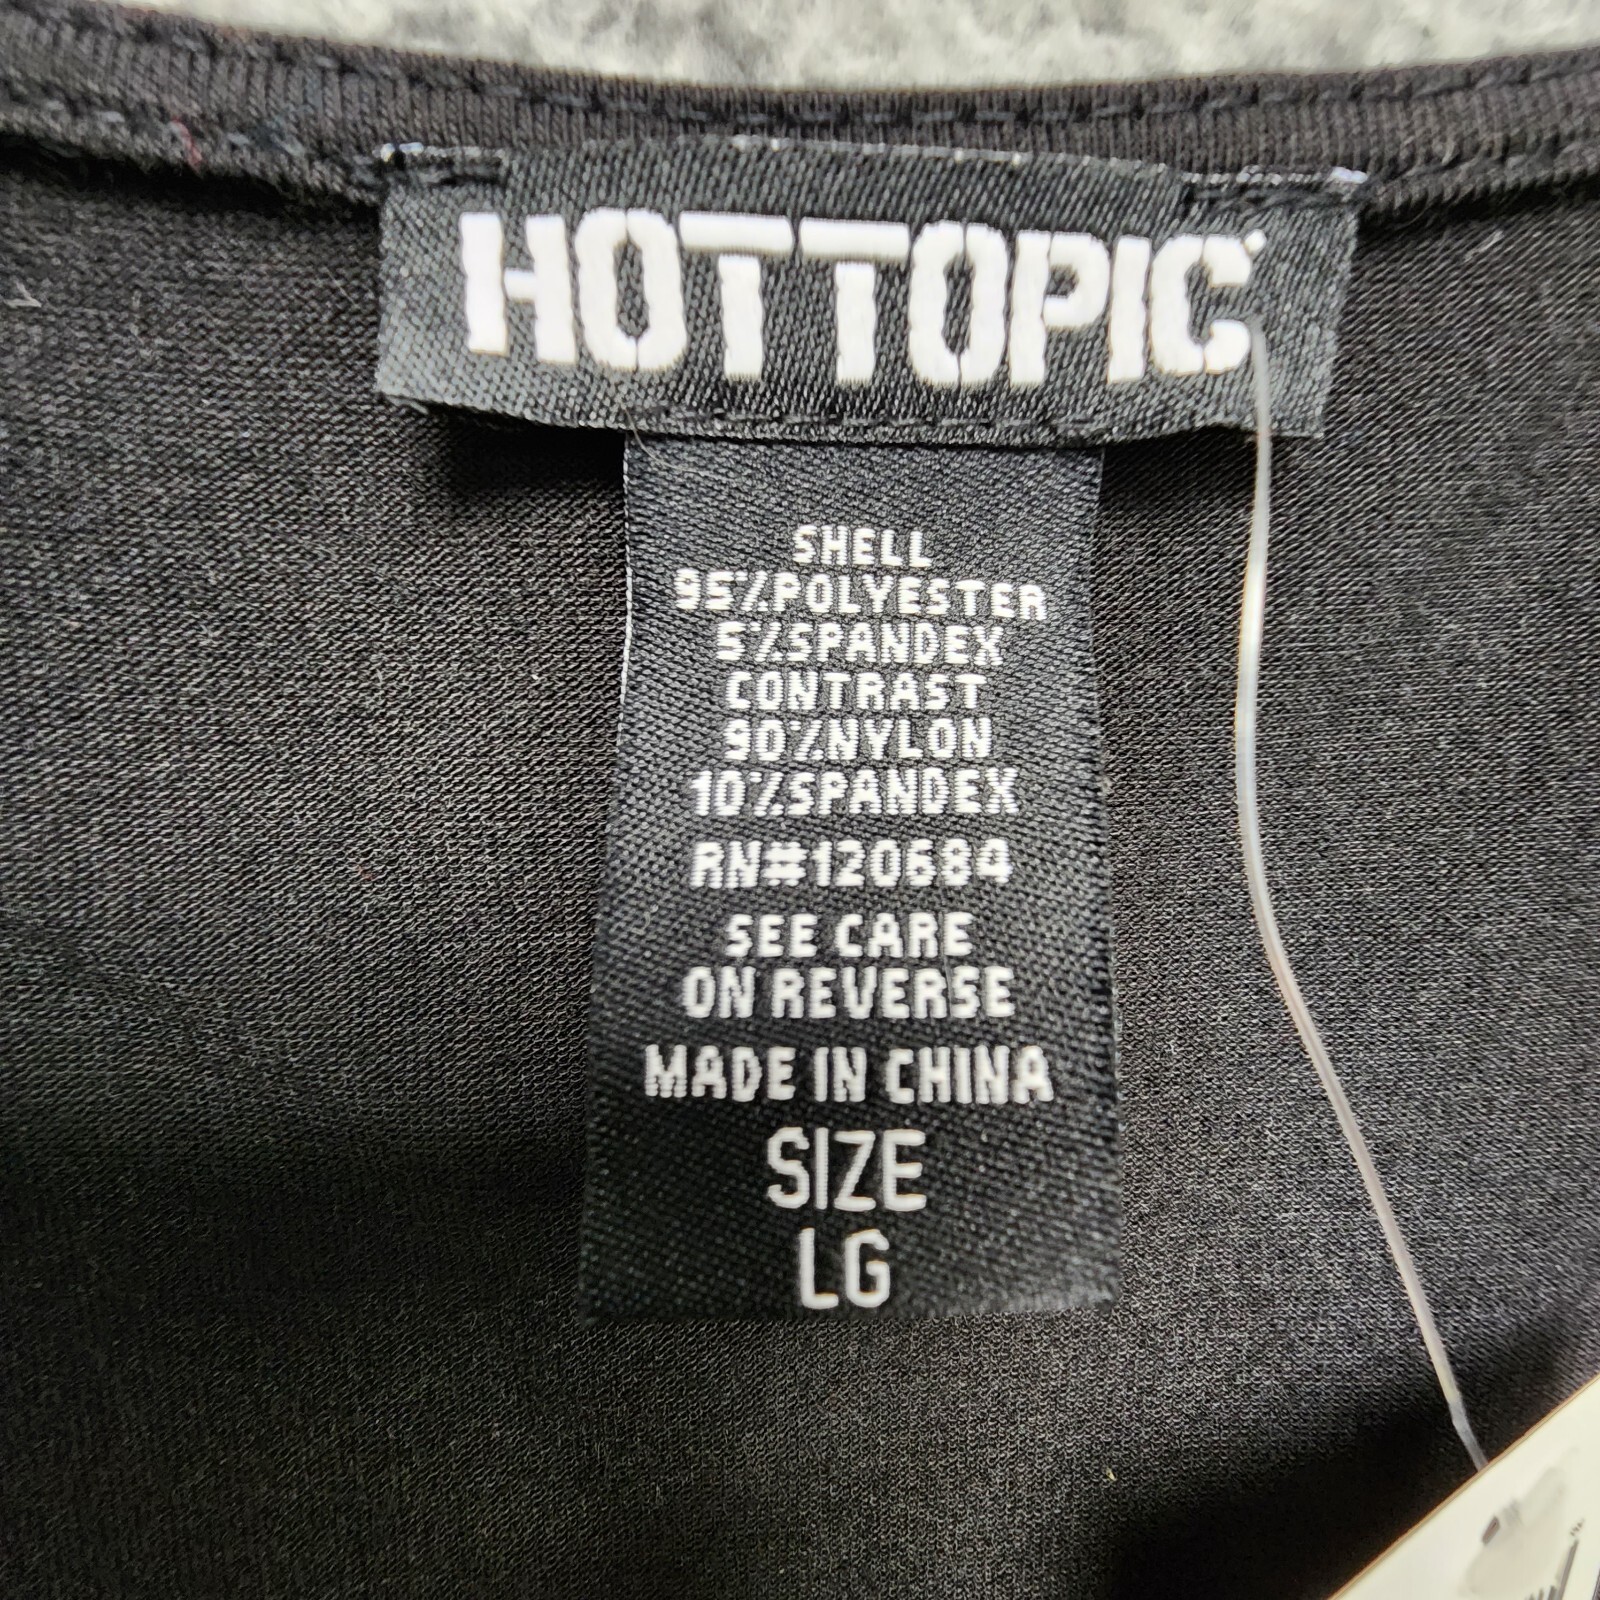 HOTTOPIC
SHELL
95%POLYESTER
5%SPANDEX
CONTRAST
90%NYLON
10%SPANDEX
RN#120684
SEE CARE
ON REVERSE
MADE IN CHINA
SIZE
LG